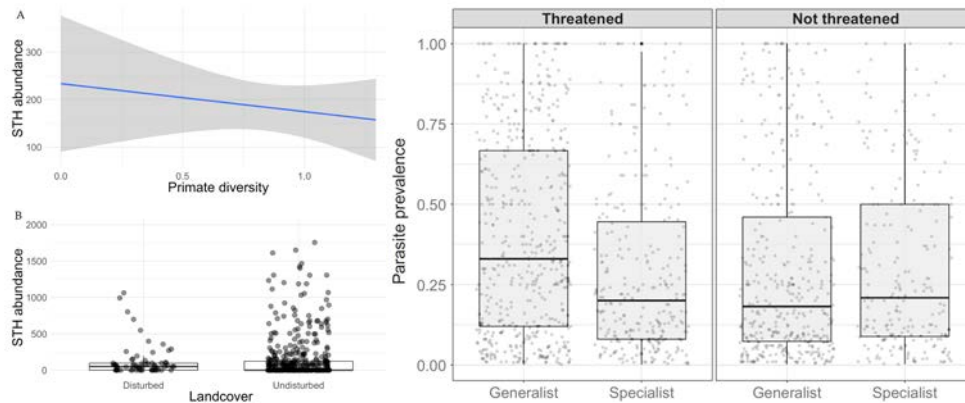 A
STH abundance
300
200
100
0.0
0.5
1.0
Primate diversity
B
STH abundance
2000
1500
1000
500
0
Disturbed
Undisturbed
Landcover
Threatened
Not threatened
Parasite prevalence
1.00
0.75
0.50
0.25
0.00
Generalist
Specialist
Generalist
Specialist